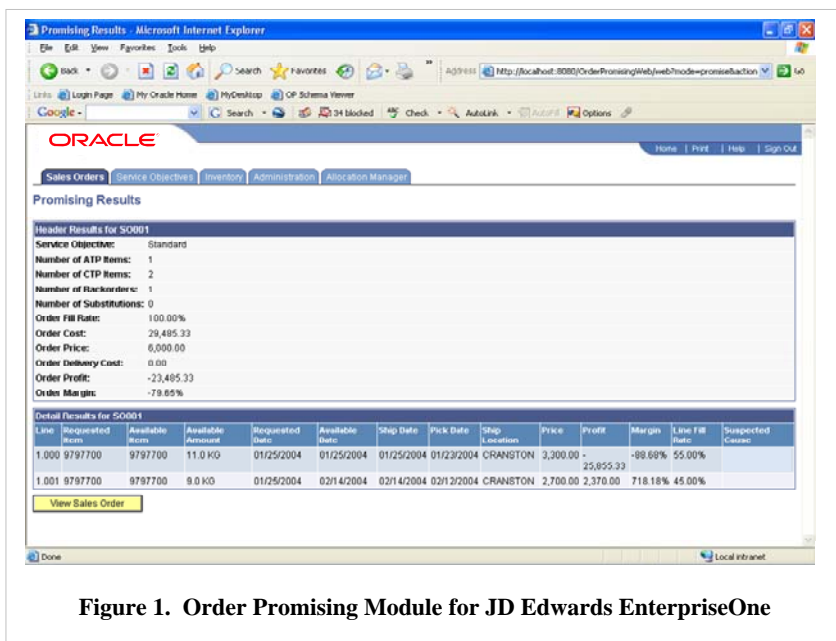 Promising Results - Microsoft Internet Explorer
File Edit View Favorites Tools Help
Back Search Favorites Address http://localhost:8080/OrderPromisingWeb/web?mode=promise&action Go
Links Login Page My Oracle Home MyDesktop OP Schema Viewer
Google - Search 34 blocked Check AutoLink AutoFill Options
ORACLE
Home | Print | Help | Sign Out
Sales Orders Service Objectives Inventory Administration Allocation Manager
Promising Results
Header Results for SO001
Service Objective: Standard
Number of ATP Items: 1
Number of CTP Items: 2
Number of Backorders: 1
Number of Substitutions: 0
Order Fill Rate: 100.00%
Order Cost: 29,485.33
Order Price: 6,000.00
Order Delivery Cost: 0.00
Order Profit: -23,485.33
Order Margin: -79.65%
Detail Results for SO001
Line Requested Item Available Item Available Amount Requested Date Available Date Ship Date Pick Date Ship Location Price Profit Margin Line Fill Rate Suspected Cause
1.000 9797700 9797700 11.0 KG 01/25/2004 01/25/2004 01/25/2004 01/23/2004 CRANSTON 3,300.00 -25,855.33 -88.68% 55.00%
1.001 9797700 9797700 9.0 KG 01/25/2004 02/14/2004 02/14/2004 02/12/2004 CRANSTON 2,700.00 2,370.00 718.18% 45.00%
View Sales Order
Done Local intranet
Figure 1. Order Promising Module for JD Edwards EnterpriseOne